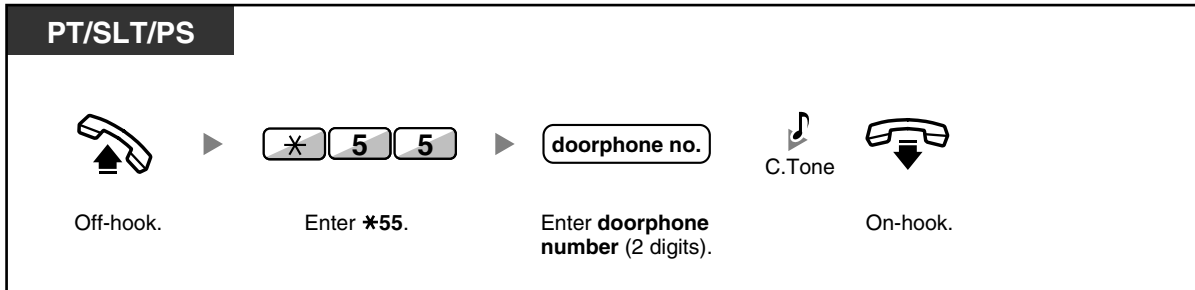 PT/SLT/PS
✳ 5 5
doorphone no.
C.Tone
Off-hook.
Enter ✳55.
Enter doorphone
number (2 digits).
On-hook.